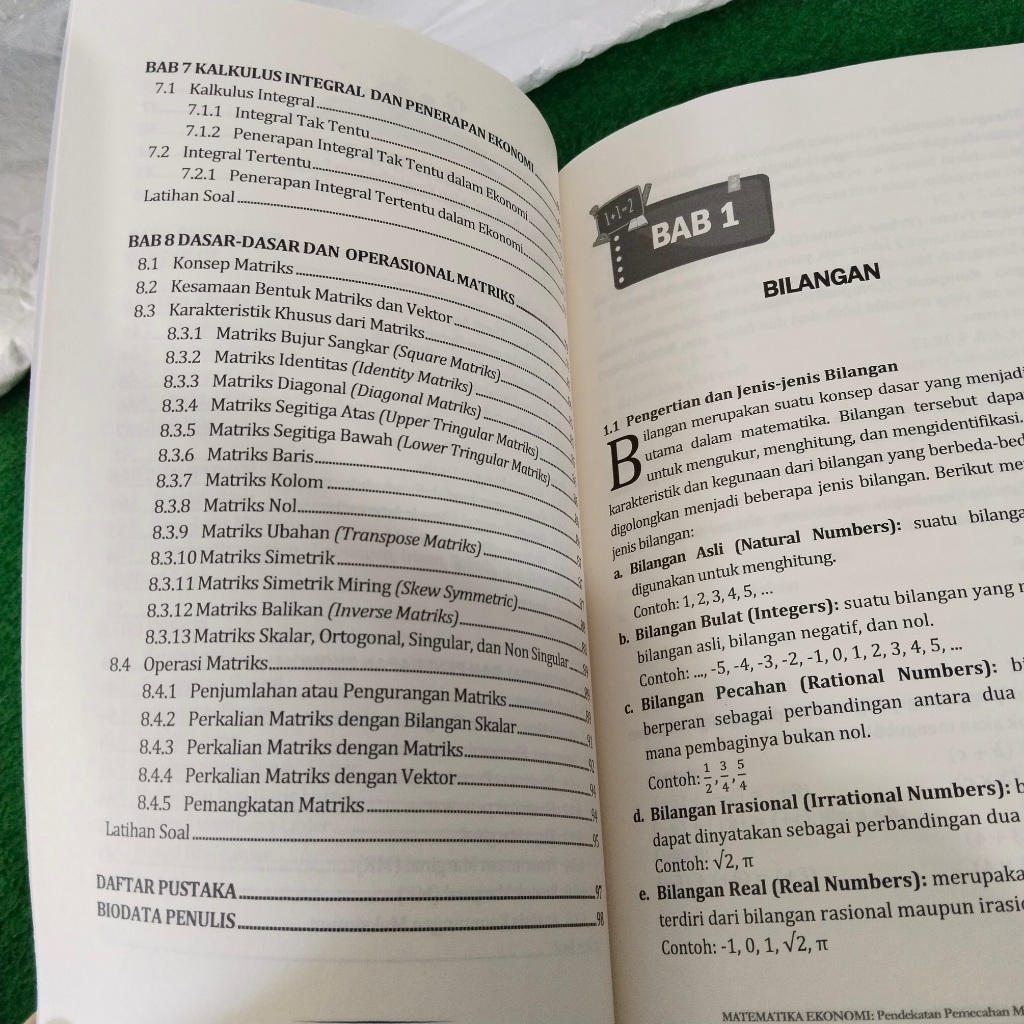 BAB 7 KALKULUS INTEGRAL DAN PENERAPAN EKONOMI
7.1 Kalkulus Integral
7.1.1 Integral Tak Tentu
7.1.2 Penerapan Integral Tak Tentu dalam Ekonomi
7.2 Integral Tertentu
7.2.1 Penerapan Integral Tertentu dalam Ekonomi
Latihan Soal
BAB 8 DASAR-DASAR DAN OPERASIONAL MATRIKS
8.1 Konsep Matriks
8.2 Kesamaan Bentuk Matriks dan Vektor
8.3 Karakteristik Khusus dari Matriks
8.3.1 Matriks Bujur Sangkar (Square Matriks)
8.3.2 Matriks Identitas (Identity Matriks)
8.3.3 Matriks Diagonal (Diagonal Matriks)
8.3.4 Matriks Segitiga Atas (Upper Tringular Matriks)
8.3.5 Matriks Segitiga Bawah (Lower Tringular Matriks)
8.3.6 Matriks Baris
8.3.7 Matriks Kolom
8.3.8 Matriks Nol
8.3.9 Matriks Ubahan (Transpose Matriks)
8.3.10 Matriks Simetrik
8.3.11 Matriks Simetrik Miring (Skew Symmetric)
8.3.12 Matriks Balikan (Inverse Matriks)
8.3.13 Matriks Skalar, Ortogonal, Singular, dan Non Singular
8.4 Operasi Matriks
8.4.1 Penjumlahan atau Pengurangan Matriks
8.4.2 Perkalian Matriks dengan Bilangan Skalar 91
8.4.3 Perkalian Matriks dengan Matriks 92
8.4.4 Perkalian Matriks dengan Vektor 94
8.4.5 Pemangkatan Matriks 94
Latihan Soal 95
DAFTAR PUSTAKA 97
BIODATA PENULIS 98
1+1=2
BAB 1
BILANGAN
1.1 Pengertian dan Jenis-jenis Bilangan
Bilangan merupakan suatu konsep dasar yang menjadi
utama dalam matematika. Bilangan tersebut dapa
untuk mengukur, menghitung, dan mengidentifikasi.
karakteristik dan kegunaan dari bilangan yang berbeda-bed
digolongkan menjadi beberapa jenis bilangan. Berikut me
jenis bilangan:
a. Bilangan Asli (Natural Numbers): suatu bilanga
digunakan untuk menghitung.
Contoh: 1, 2, 3, 4, 5, ...
b. Bilangan Bulat (Integers): suatu bilangan yang
bilangan asli, bilangan negatif, dan nol.
Contoh: ..., -5, -4, -3, -2, -1, 0, 1, 2, 3, 4, 5, ...
c. Bilangan Pecahan (Rational Numbers): bi
berperan sebagai perbandingan antara dua
mana pembaginya bukan nol.
Contoh: 1/2, 3/4, 5/4
d. Bilangan Irasional (Irrational Numbers): b
dapat dinyatakan sebagai perbandingan dua
Contoh: √2, π
e. Bilangan Real (Real Numbers): merupaka
terdiri dari bilangan rasional maupun irasio
Contoh: -1, 0, 1, √2, π
MATEMATIKA EKONOMI: Pendekatan Pemecahan M